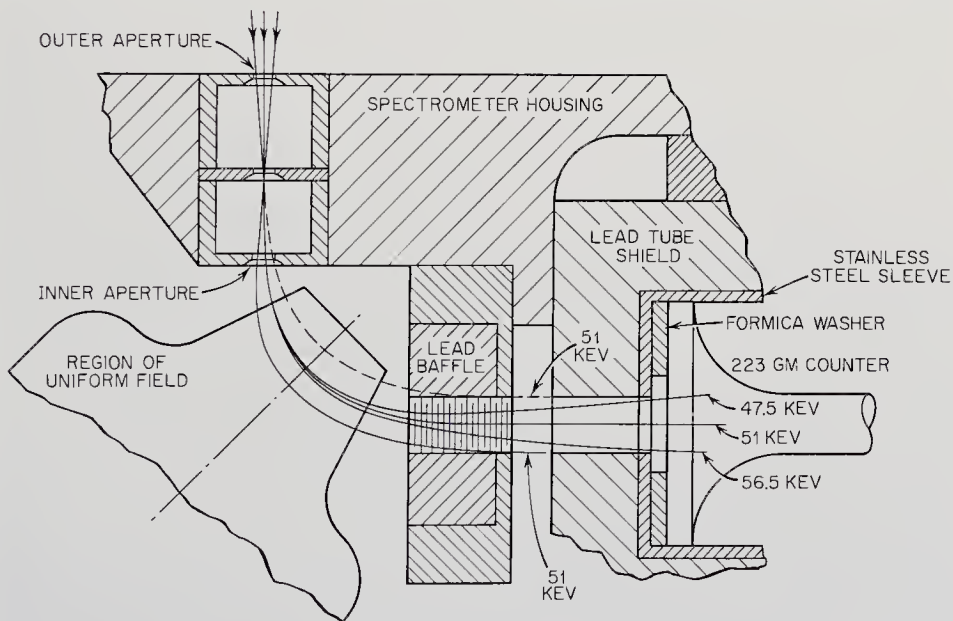 OUTER APERTURE
SPECTROMETER HOUSING
LEAD TUBE
SHIELD
STAINLESS
STEEL SLEEVE
INNER APERTURE
FORMICA WASHER
51
KEV
REGION OF
UNIFORM FIELD
LEAD
BAFFLE
223 GM COUNTER
47.5 KEV
51 KEV
56.5 KEV
51
KEV